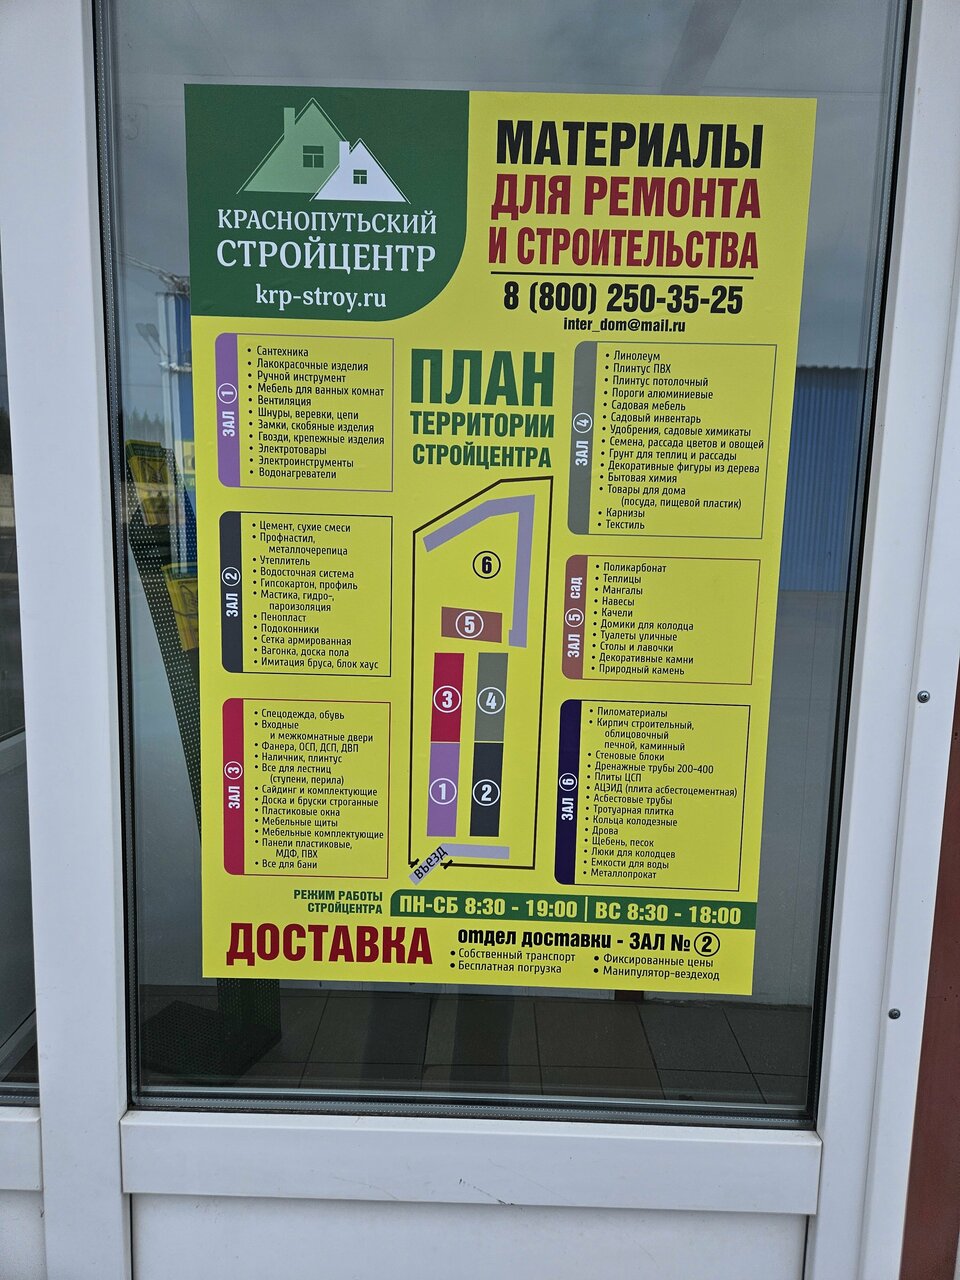 КРАСНОПУТЬСКИЙ
СТРОЙЦЕНТР
krp-stroy.ru
МАТЕРИАЛЫ
ДЛЯ РЕМОНТА
И СТРОИТЕЛЬСТВА
8 (800) 250-35-25
inter_dom@mail.ru
ПЛАН
ТЕРРИТОРИИ
СТРОЙЦЕНТРА
ЗАЛ 1
• Сантехника
• Лакокрасочные изделия
• Ручной инструмент
• Мебель для ванных комнат
• Вентиляция
• Шнуры, веревки, цепи
• Замки, скобяные изделия
• Гвозди, крепежные изделия
• Электротовары
• Электроинструменты
• Водонагреватели
ЗАЛ 2
• Цемент, сухие смеси
• Профнастил,
металлочерепица
• Утеплитель
• Водосточная система
• Гипсокартон, профиль
• Мастика, гидро-,
пароизоляция
• Пенопласт
• Подоконники
• Сетка армированная
• Вагонка, доска пола
• Имитация бруса, блок хаус
ЗАЛ 3
• Спецодежда, обувь
• Входные
и межкомнатные двери
• Фанера, ОСП, ДСП, ДВП
• Наличник, плинтус
• Все для лестниц
(ступени, перила)
• Сайдинг и комплектующие
• Доска и бруски строганные
• Пластиковые окна
• Мебельные щиты
• Мебельные комплектующие
• Панели пластиковые,
МДФ, ПВХ
• Все для бани
ЗАЛ 4
• Линолеум
• Плинтус ПВХ
• Плинтус потолочный
• Пороги алюминиевые
• Садовая мебель
• Садовый инвентарь
• Удобрения, садовые химикаты
• Семена, рассада цветов и овощей
• Грунт для теплиц и рассады
• Декоративные фигуры из дерева
• Бытовая химия
• Товары для дома
(посуда, пищевой пластик)
• Карнизы
• Текстиль
ЗАЛ 5 сад
• Поликарбонат
• Теплицы
• Мангалы
• Навесы
• Качели
• Домики для колодца
• Туалеты уличные
• Столы и лавочки
• Декоративные камни
• Природный камень
ЗАЛ 6
• Пиломатериалы
• Кирпич строительный,
облицовочный
печной, каминный
• Стеновые блоки
• Дренажные трубы 200-400
• Плиты ЦСП
• АЦЭИД (плита асбестоцементная)
• Асбестовые трубы
• Тротуарная плитка
• Кольца колодезные
• Дрова
• Щебень, песок
• Люки для колодцев
• Емкости для воды
• Металлопрокат
6
5
3 4
1 2
въезд
РЕЖИМ РАБОТЫ
СТРОЙЦЕНТРА
ПН-СБ 8:30 - 19:00 | ВС 8:30 - 18:00
ДОСТАВКА
отдел доставки - ЗАЛ № 2
• Собственный транспорт
• Бесплатная погрузка
• Фиксированные цены
• Манипулятор-вездеход